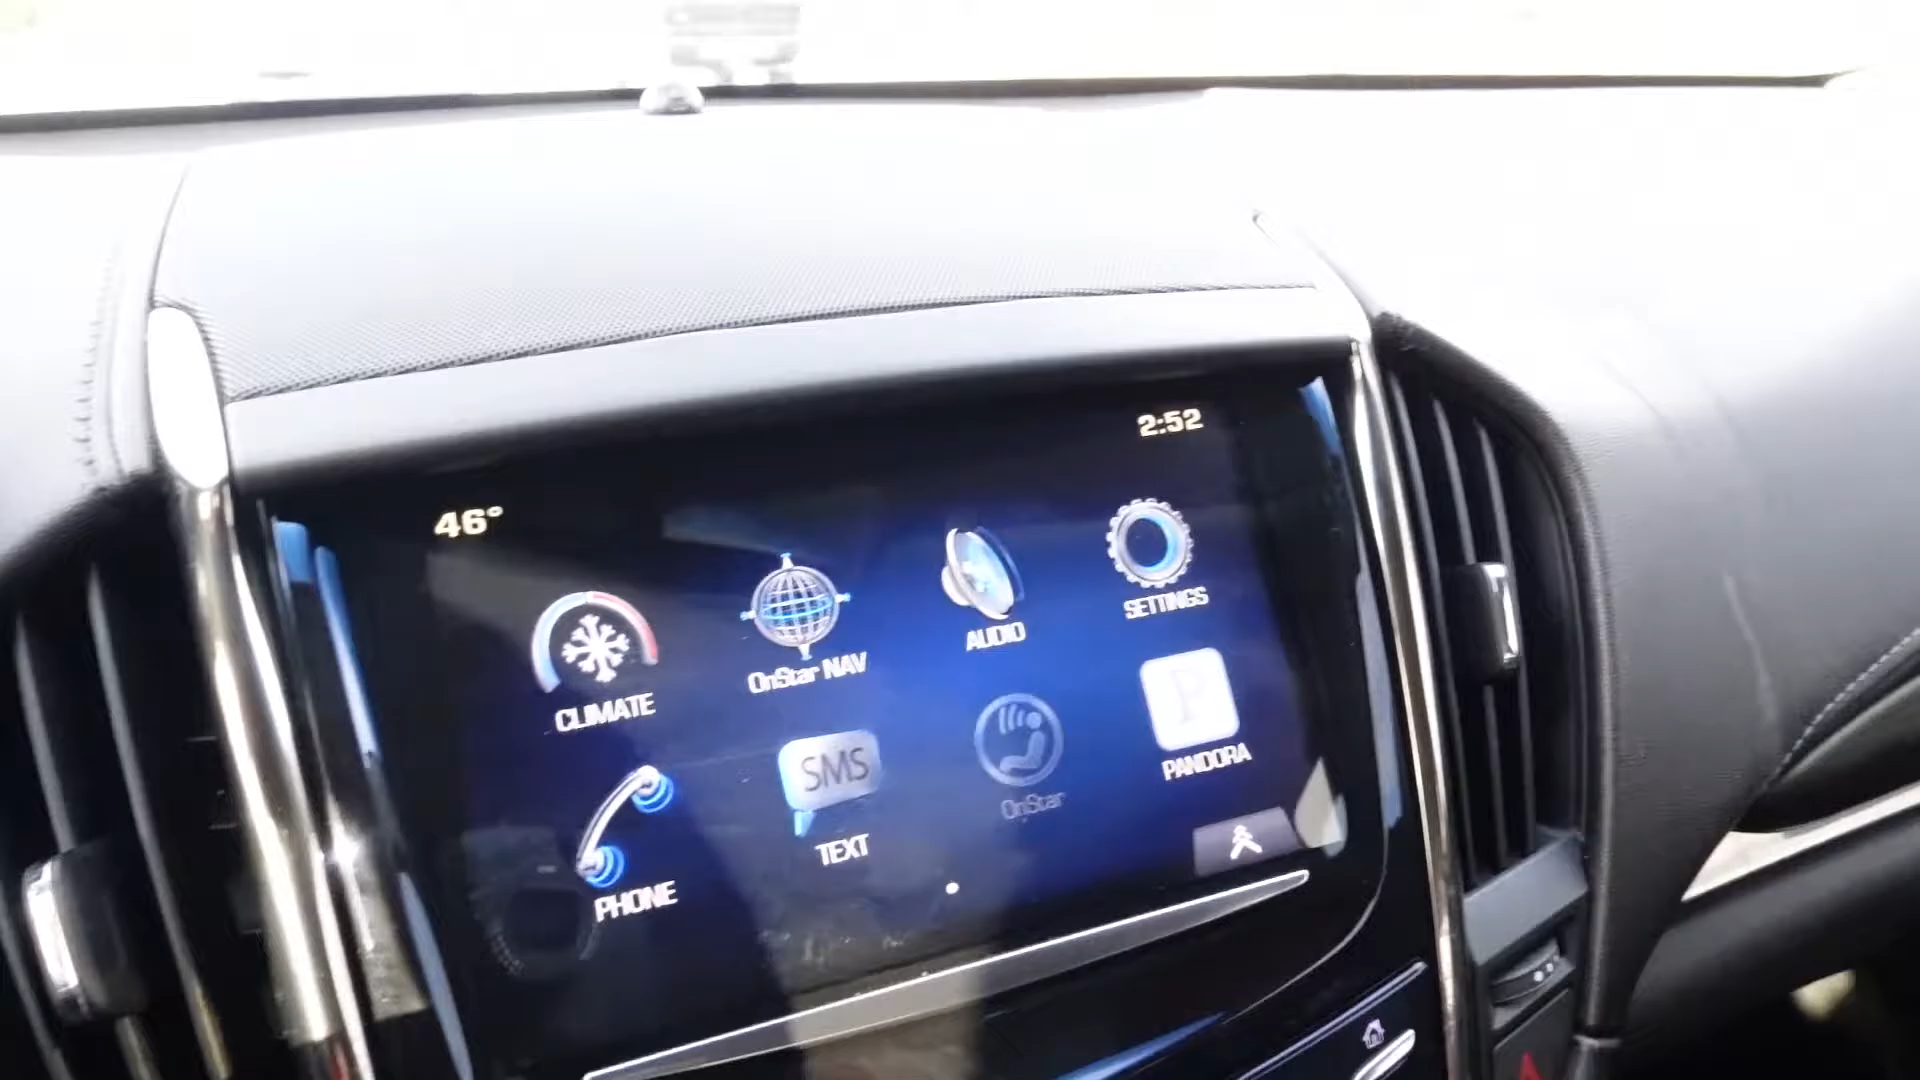 2:52
46°
CLIMATE
OnStar NAV
AUDIO
SETTINGS
PHONE
SMS
TEXT
OnStar
P
PANDORA